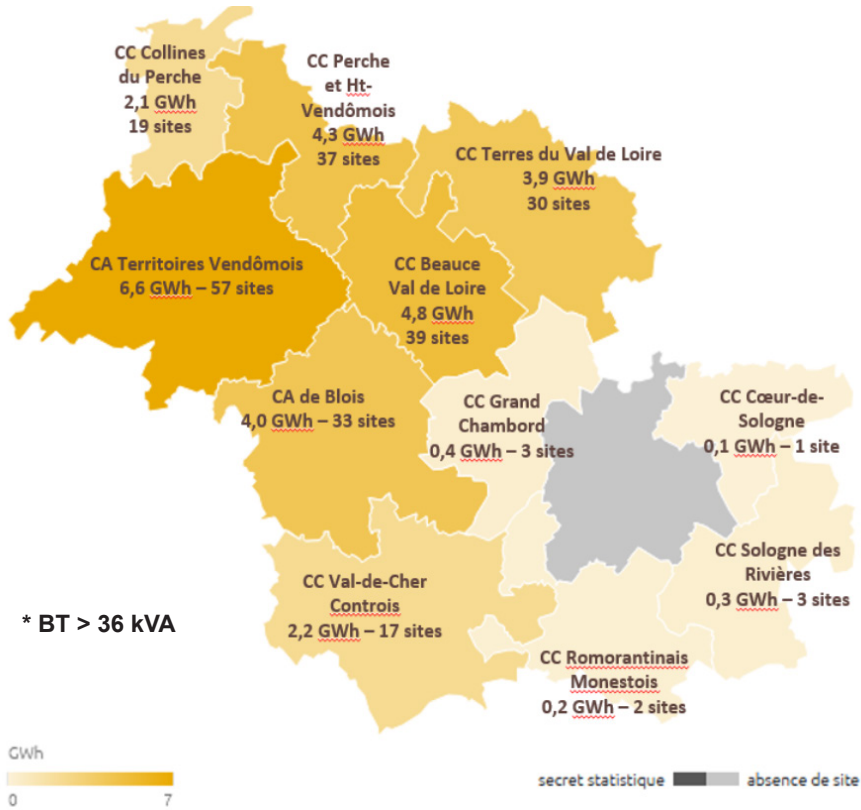 CC Collines
du Perche
2,1 GWh
19 sites
CC Perche
et Ht-
Vendômois
4,3 GWh
37 sites
CC Terres du Val de Loire
3,9 GWh
30 sites
CA Territoires Vendômois
6,6 GWh – 57 sites
CC Beauce
Val de Loire
4,8 GWh
39 sites
CA de Blois
4,0 GWh – 33 sites
CC Grand
Chambord
0,4 GWh – 3 sites
CC Cœur-de-
Sologne
0,1 GWh – 1 site
CC Sologne des
Rivières
0,3 GWh – 3 sites
CC Val-de-Cher
Controis
2,2 GWh – 17 sites
* BT > 36 kVA
CC Romorantinais
Monestois
0,2 GWh – 2 sites
GWh
0 7
secret statistique absence de site